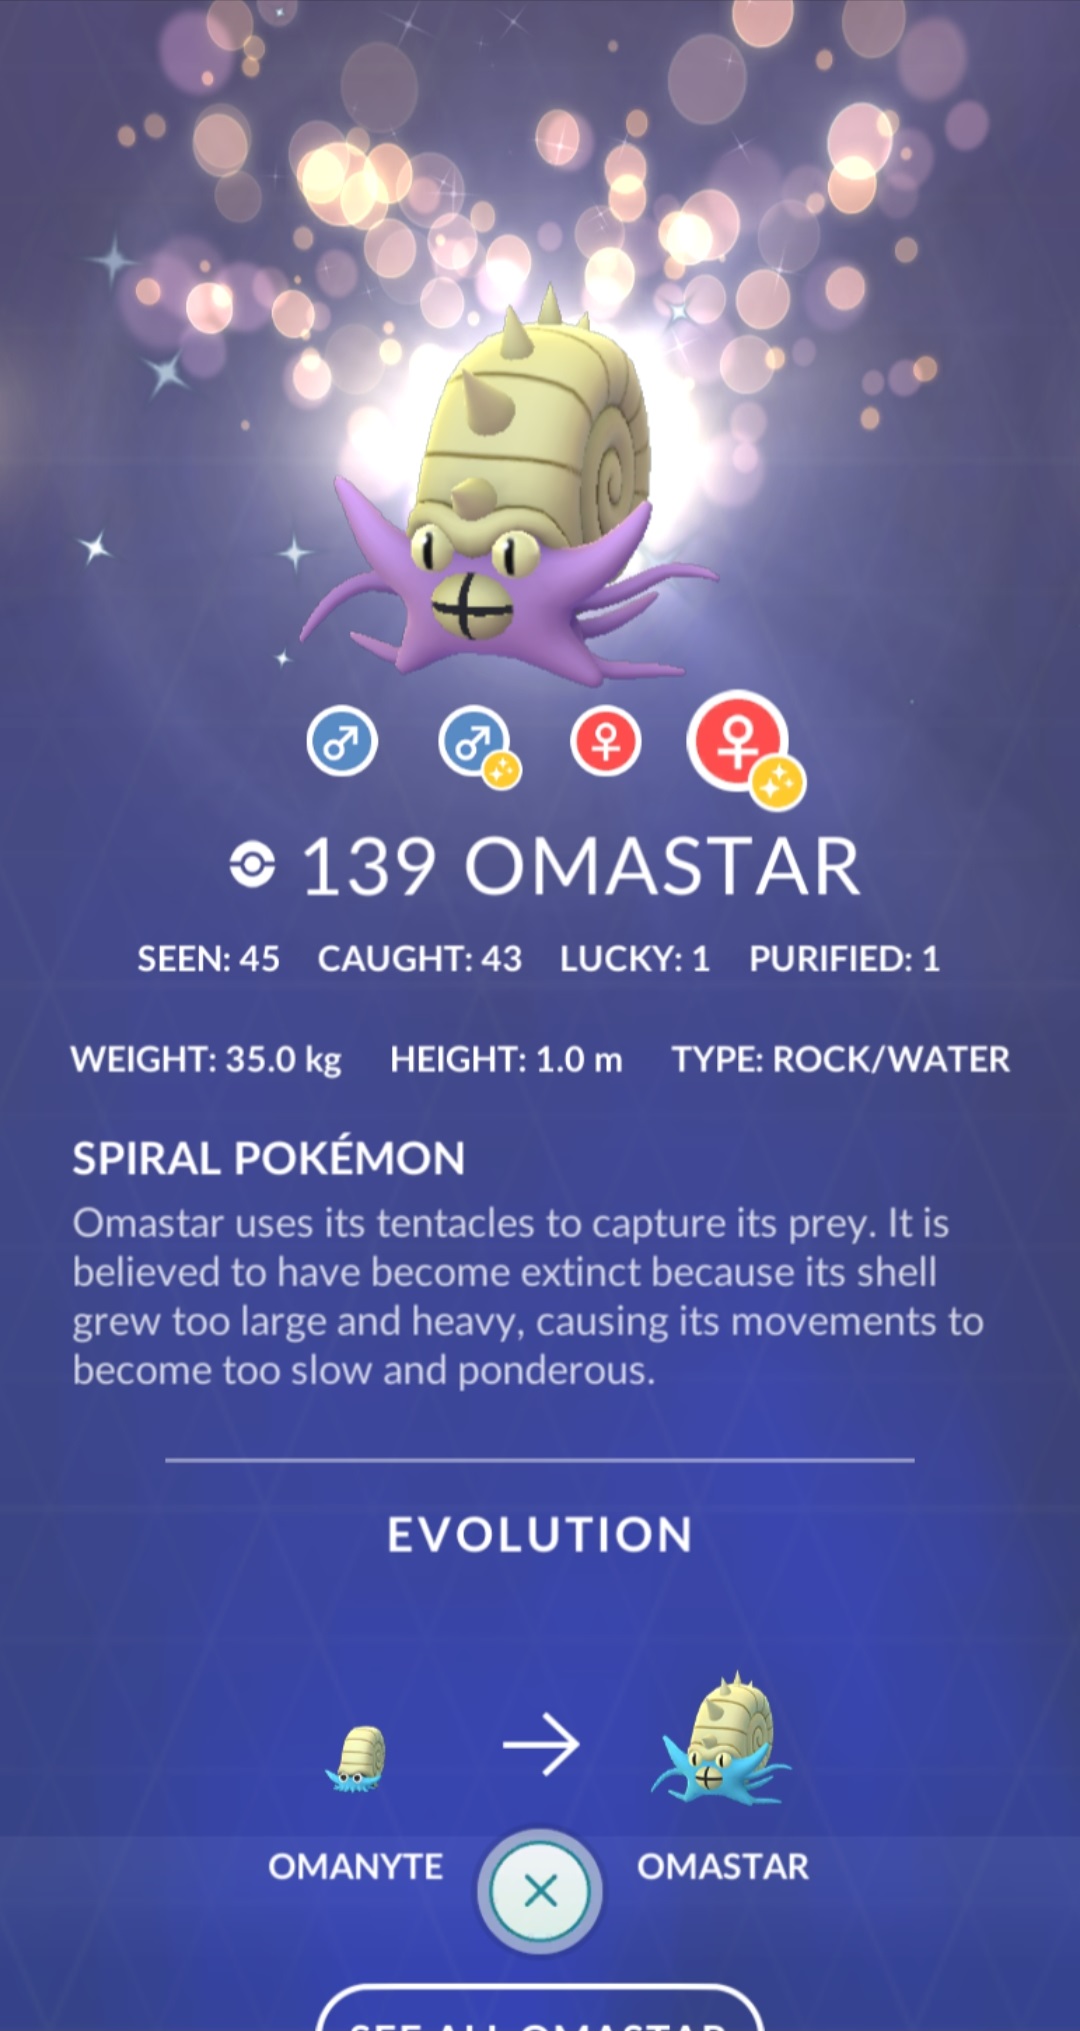 139 OMASTAR
SEEN: 45 CAUGHT: 43 LUCKY: 1 PURIFIED: 1
WEIGHT: 35.0 kg HEIGHT: 1.0 m TYPE: ROCK/WATER
SPIRAL POKÉMON
Omastar uses its tentacles to capture its prey. It is
believed to have become extinct because its shell
grew too large and heavy, causing its movements to
become too slow and ponderous.
EVOLUTION
OMANYTE OMASTAR
SEE ALL OMASTAR